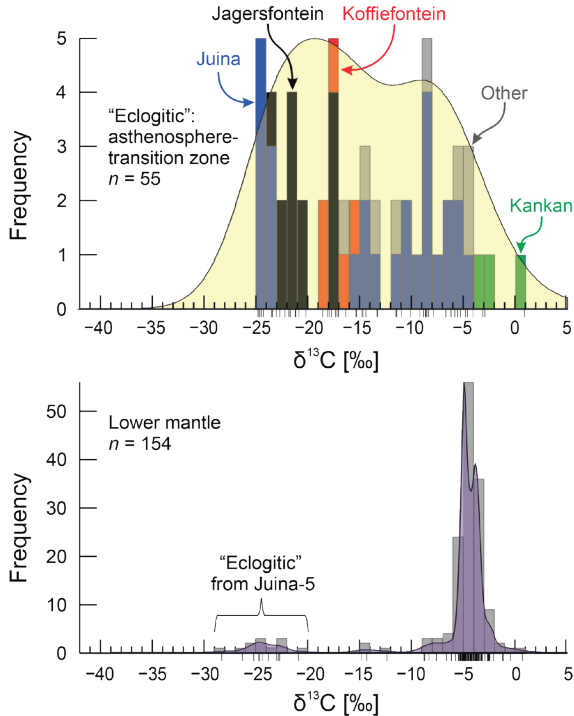 Jagersfontein
Koffiefontein
Juina
"Eclogitic":
asthenosphere-
transition zone
n = 55
Other
Kankan
Frequency
5
4
3
2
1
0
−40 −35 −30 −25 −20 −15 −10 −5 0 5
δ¹³C [‰]
Lower mantle
n = 154
"Eclogitic"
from Juina-5
Frequency
50
40
30
20
10
0
−40 −35 −30 −25 −20 −15 −10 −5 0 5
δ¹³C [‰]